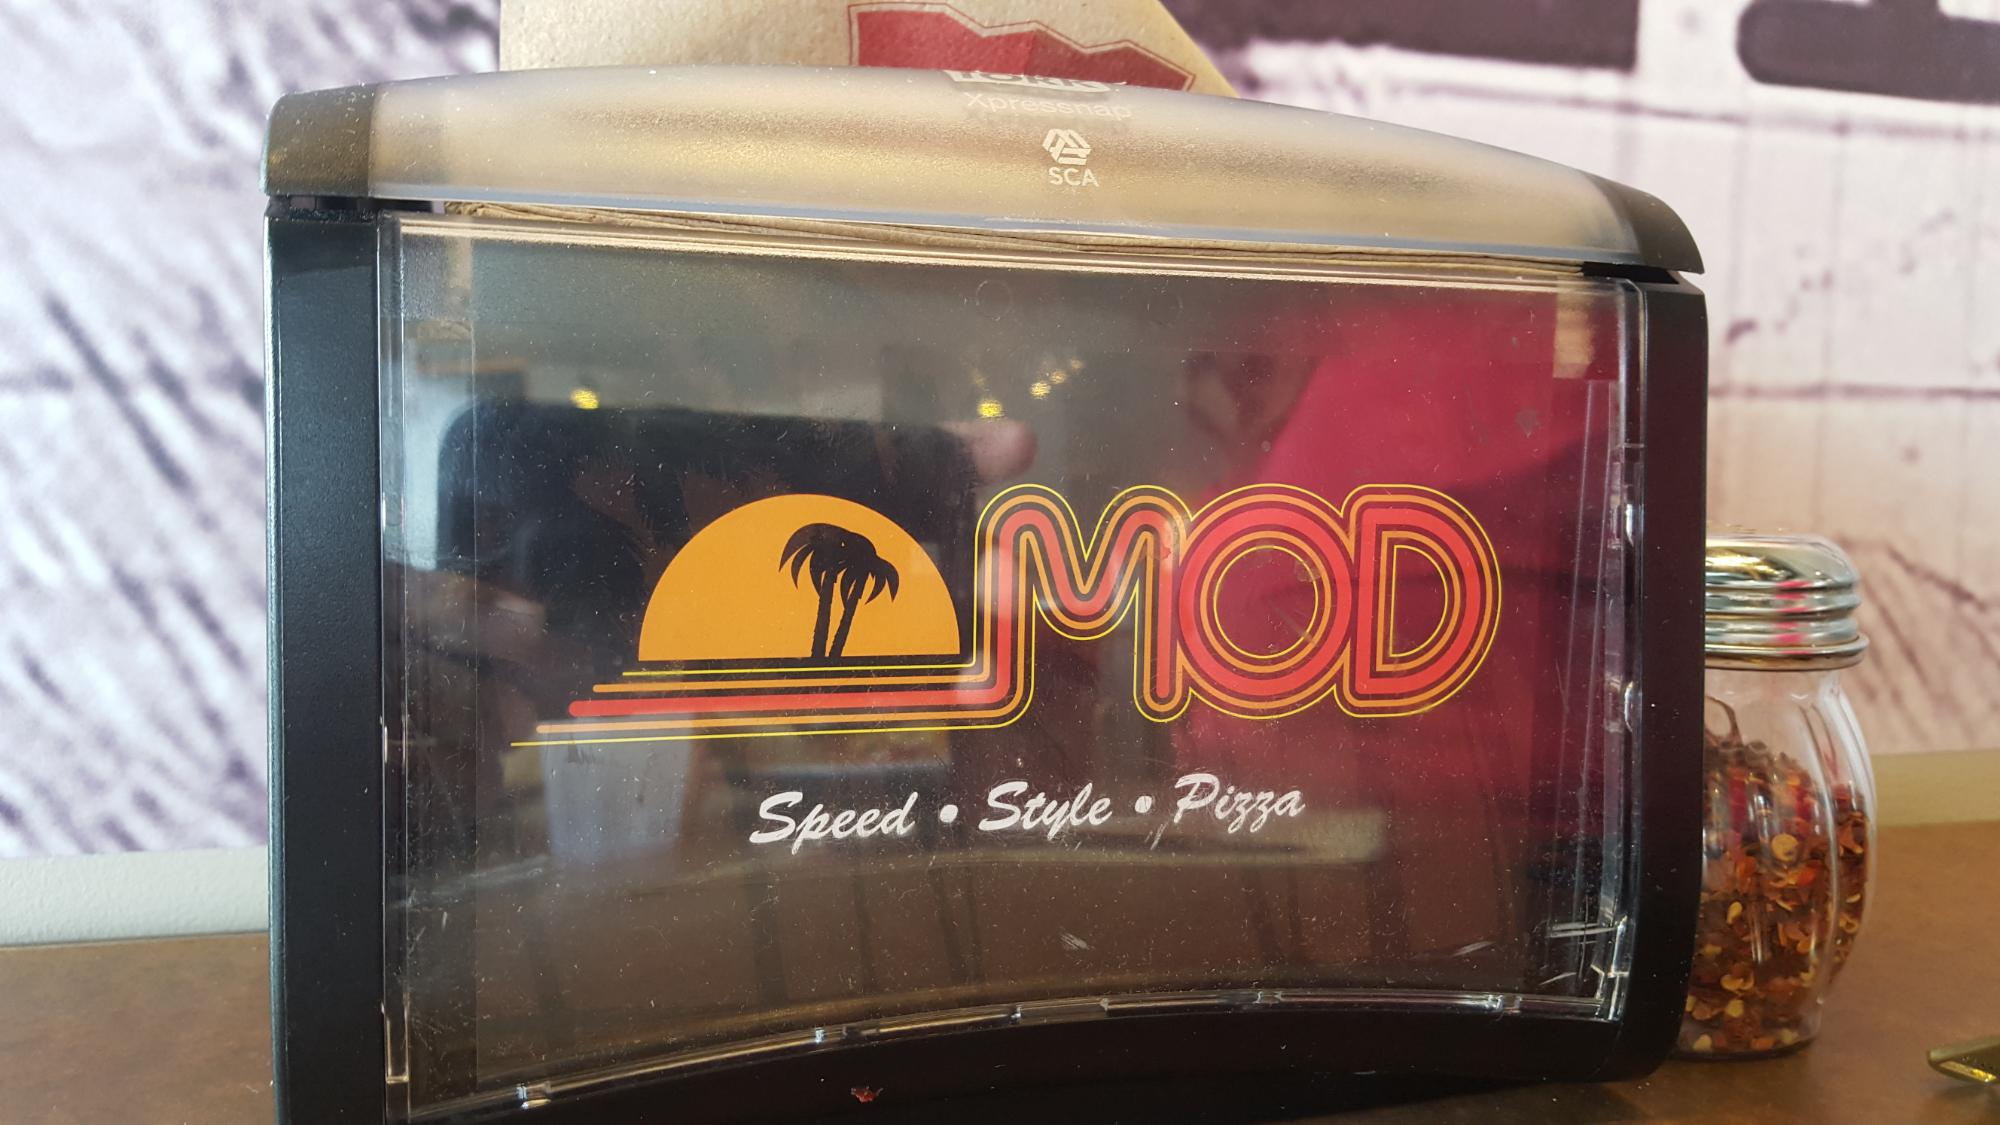 Xpressnap
SCA
MOD
Speed • Style • Pizza